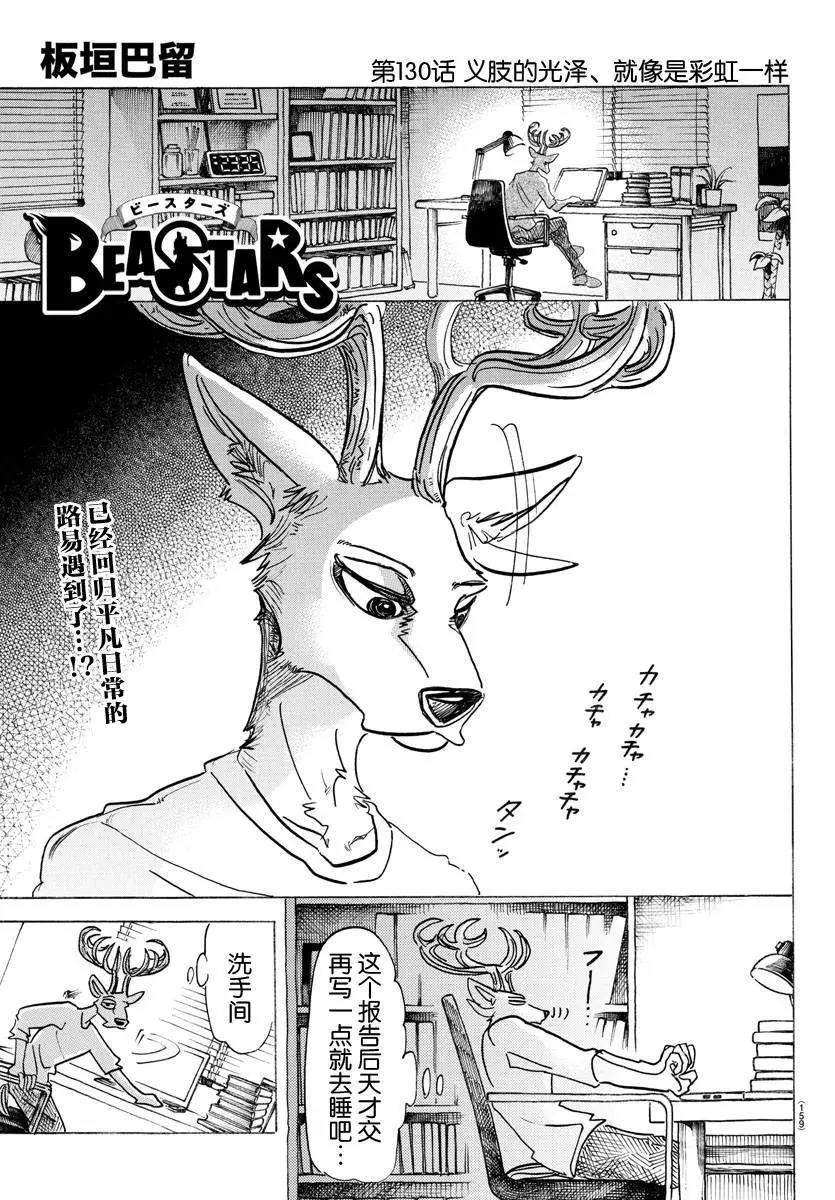 板垣巴留
第130话 义肢的光泽、就像是彩虹一样
ビースターズ
BEASTARS
已经回归平凡日常的
路易遇到了…!?
カチャ
カチャ…
カチャ
カチャ
カチャカチャ
タンッ
フー…
这个报告后天才交
再写一点就去睡吧…
洗手间
(159)